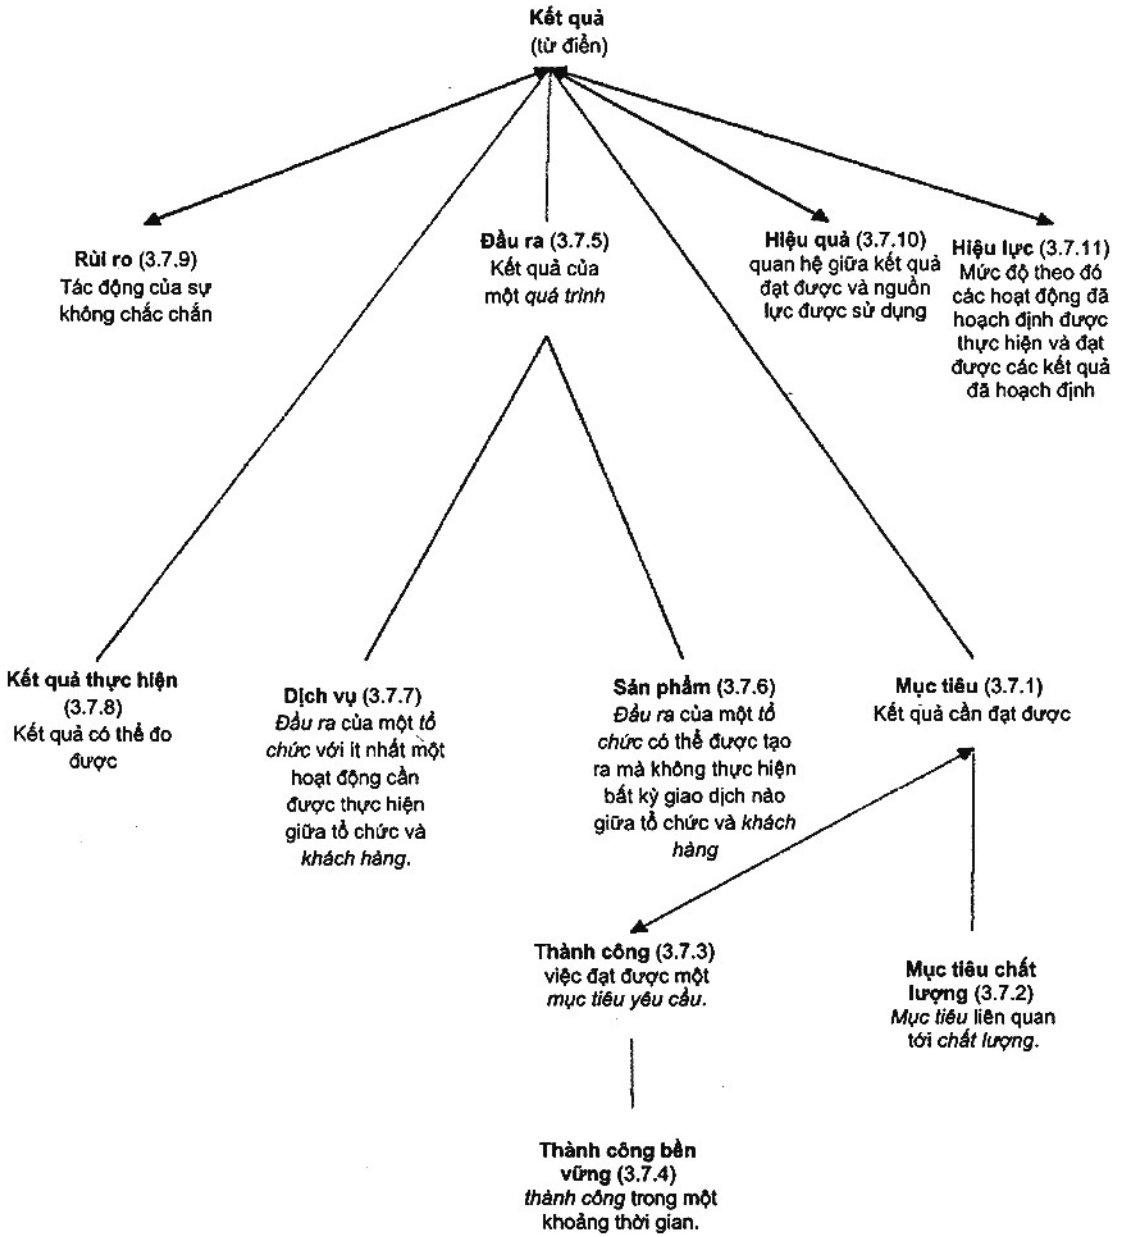 Kết quả
(từ điển)
Rủi ro (3.7.9)
Tác động của sự
không chắc chắn
Đầu ra (3.7.5)
Kết quả của
một quá trình
Hiệu quả (3.7.10)
quan hệ giữa kết quả
đạt được và nguồn
lực được sử dụng
Hiệu lực (3.7.11)
Mức độ theo đó
các hoạt động đã
hoạch định được
thực hiện và đạt
được các kết quả
đã hoạch định
Kết quả thực hiện
(3.7.8)
Kết quả có thể đo
được
Dịch vụ (3.7.7)
Đầu ra của một tổ
chức với ít nhất một
hoạt động cần
được thực hiện
giữa tổ chức và
khách hàng.
Sản phẩm (3.7.6)
Đầu ra của một tổ
chức có thể được tạo
ra mà không thực hiện
bất kỳ giao dịch nào
giữa tổ chức và khách
hàng
Mục tiêu (3.7.1)
Kết quả cần đạt được
Thành công (3.7.3)
việc đạt được một
mục tiêu yêu cầu.
Mục tiêu chất
lượng (3.7.2)
Mục tiêu liên quan
tới chất lượng.
Thành công bền
vững (3.7.4)
thành công trong một
khoảng thời gian.